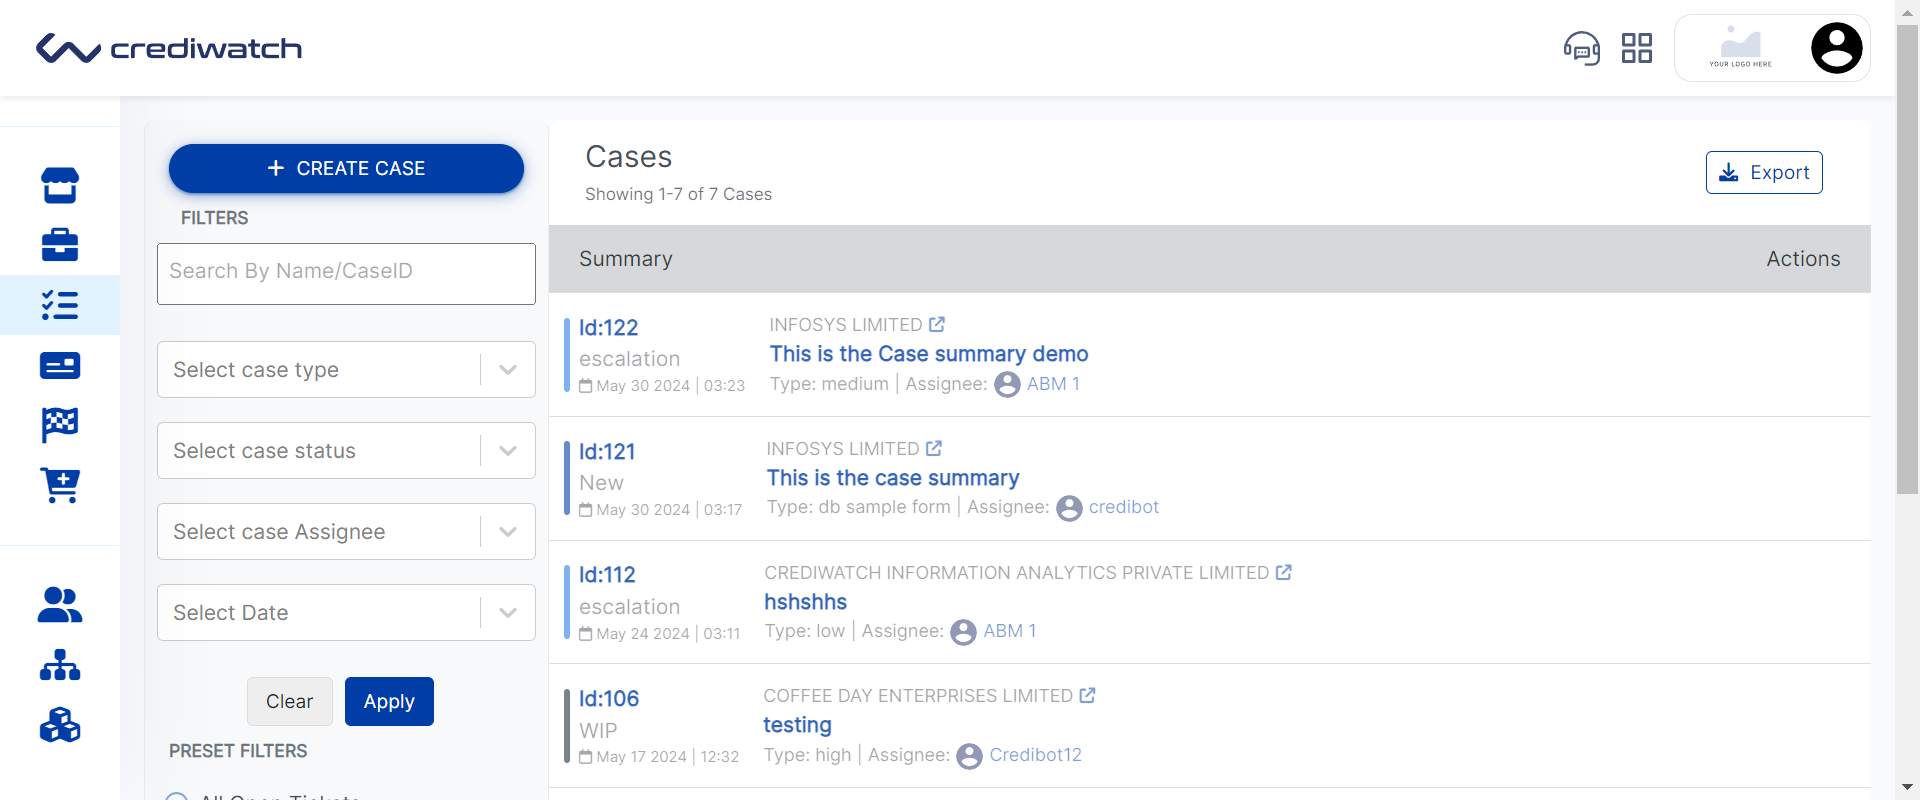 crediwatch
YOUR LOGO HERE
+ CREATE CASE
FILTERS
Search By Name/CaseID
Select case type
Select case status
Select case Assignee
Select Date
Clear
Apply
PRESET FILTERS
All Open Tickets
Cases
Showing 1-7 of 7 Cases
Export
Summary
Actions
Id:122
escalation
May 30 2024 | 03:23
INFOSYS LIMITED
This is the Case summary demo
Type: medium | Assignee: ABM 1
Id:121
New
May 30 2024 | 03:17
INFOSYS LIMITED
This is the case summary
Type: db sample form | Assignee: credibot
Id:112
escalation
May 24 2024 | 03:11
CREDIWATCH INFORMATION ANALYTICS PRIVATE LIMITED
hshshhs
Type: low | Assignee: ABM 1
Id:106
WIP
May 17 2024 | 12:32
COFFEE DAY ENTERPRISES LIMITED
testing
Type: high | Assignee: Credibot12